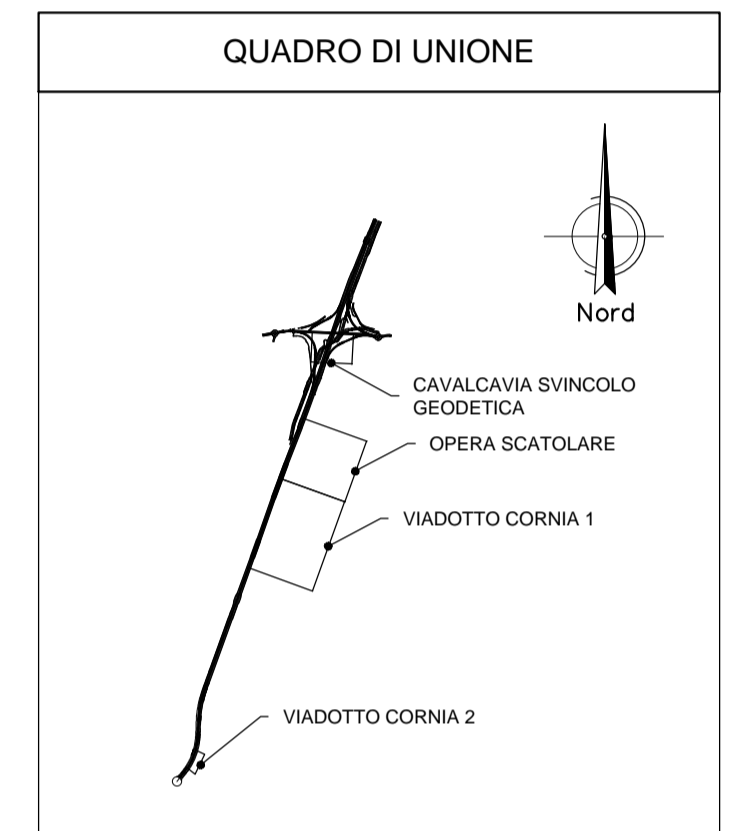 QUADRO DI UNIONE
Nord
CAVALCAVIA SVINCOLO
GEODETICA
OPERA SCATOLARE
VIADOTTO CORNIA 1
VIADOTTO CORNIA 2